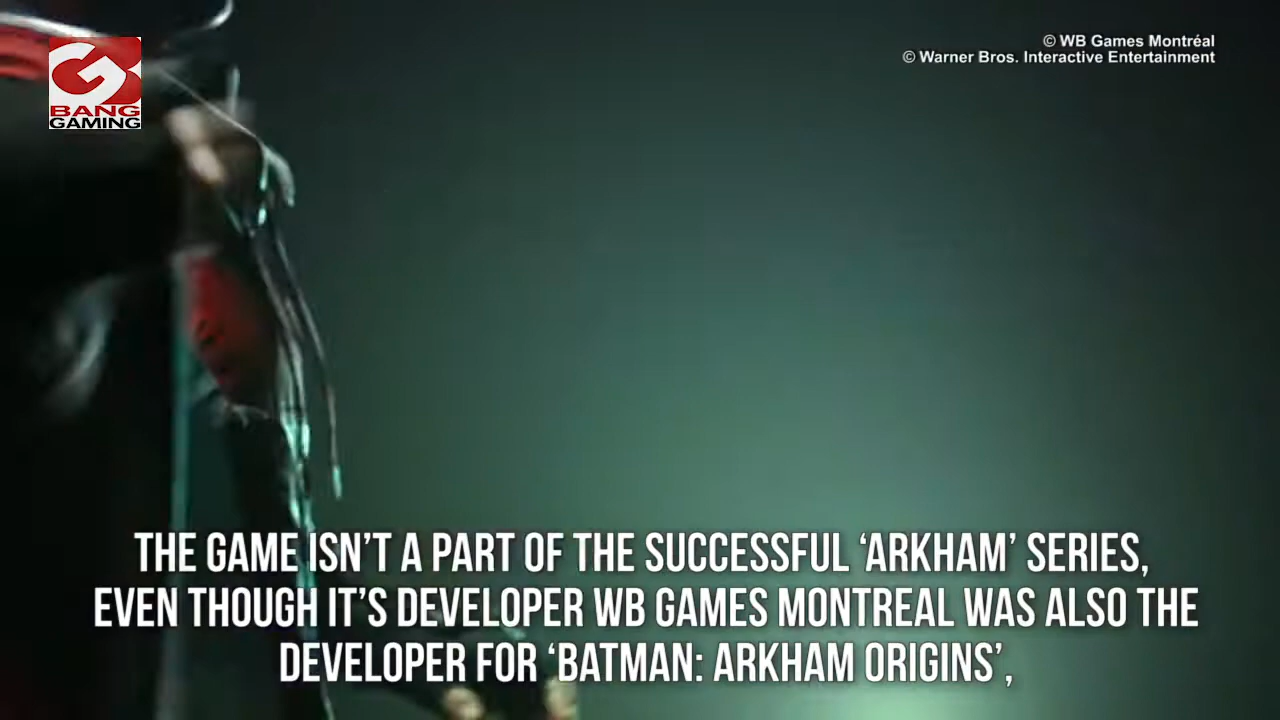 © WB Games Montréal
© Warner Bros. Interactive Entertainment
BANG
GAMING
THE GAME ISN’T A PART OF THE SUCCESSFUL ‘ARKHAM’ SERIES,
EVEN THOUGH IT’S DEVELOPER WB GAMES MONTREAL WAS ALSO THE
DEVELOPER FOR ‘BATMAN: ARKHAM ORIGINS’,